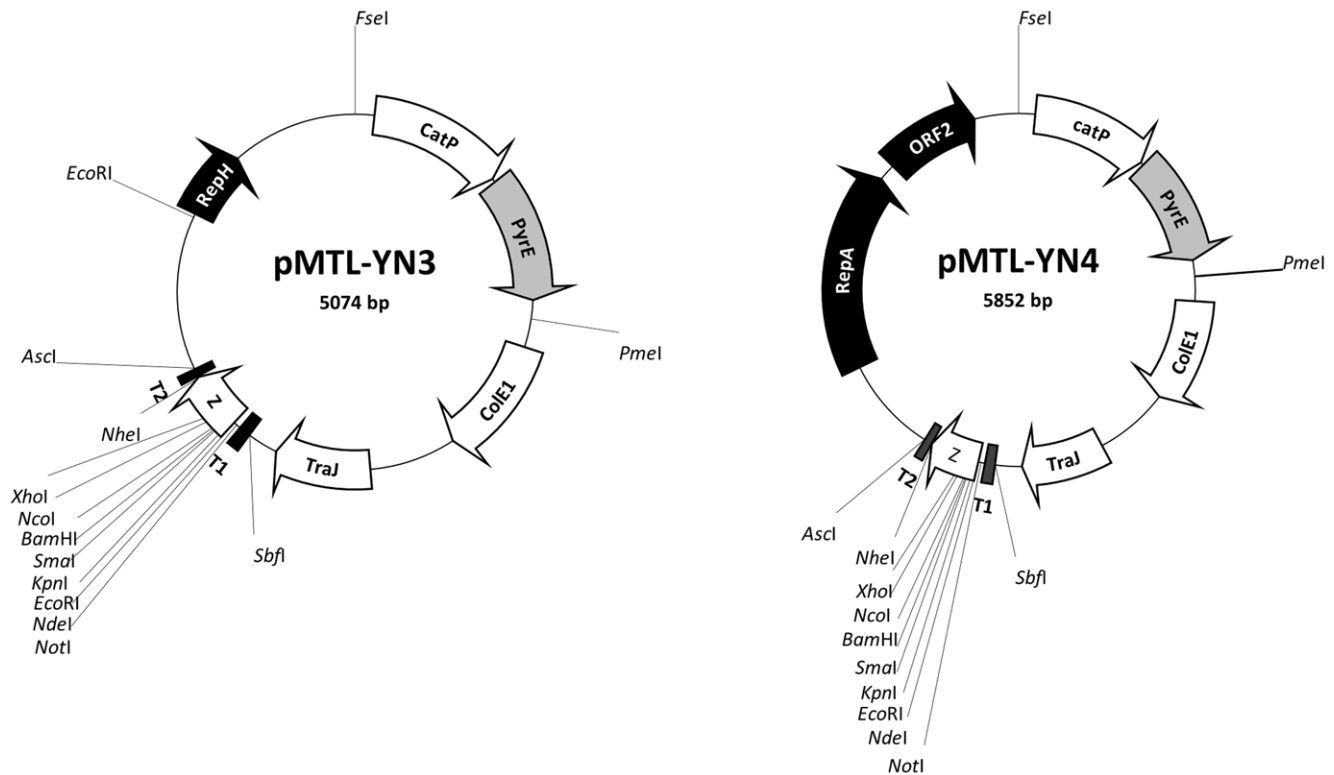 FseI
CatP
EcoRI
RepH
PyrE
pMTL-YN3
5074 bp
PmeI
AscI
T2
Z
ColE1
NheI
T1
TraJ
XhoI
NcoI
BamHI
SmaI
SbfI
KpnI
EcoRI
NdeI
NotI
FseI
catP
ORF2
PyrE
RepA
pMTL-YN4
5852 bp
PmeI
ColE1
TraJ
Z
T2
T1
AscI
NheI
SbfI
XhoI
NcoI
BamHI
SmaI
KpnI
EcoRI
NdeI
NotI